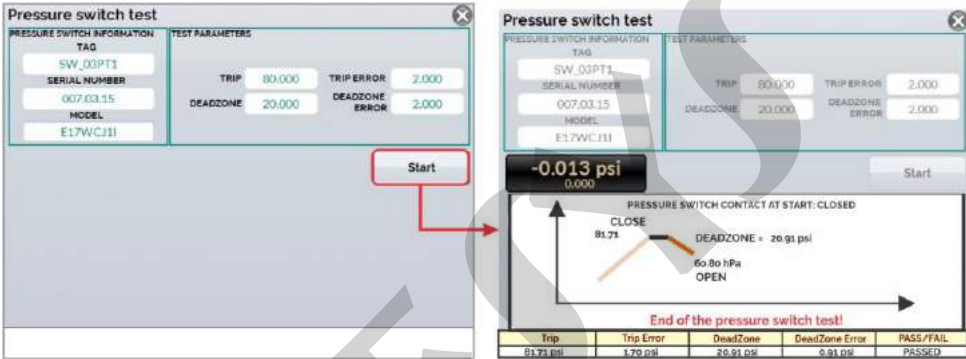 Pressure switch test
PRESSURE SWITCH INFORMATION
TAG
SW_03PT1
SERIAL NUMBER
007.03.15
MODEL
E17WCJ1I
TEST PARAMETERS
TRIP 80.000 TRIP ERROR 2.000
DEADZONE 20.000 DEADZONE ERROR 2.000
Start
Pressure switch test
PRESSURE SWITCH INFORMATION
TAG
SW_03PT1
SERIAL NUMBER
007.03.15
MODEL
E17WCJ1I
TEST PARAMETERS
TRIP 80.000 TRIP ERROR 2.000
DEADZONE 20.000 DEADZONE ERROR 2.000
-0.013 psi
0.000
Start
PRESSURE SWITCH CONTACT AT START: CLOSED
CLOSE
81.71
DEADZONE = 20.91 psi
60.80 hPa
OPEN
End of the pressure switch test!
Trip Trip Error DeadZone DeadZone Error PASS/FAIL
81.71 psi 1.70 psi 20.91 psi 0.91 psi PASSED